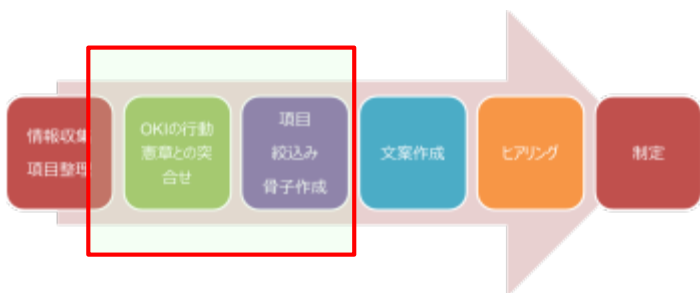 情報収集
項目整理
OKIの行動
憲章との突
合せ
項目
絞込み
骨子作成
文案作成
ヒアリング
制定